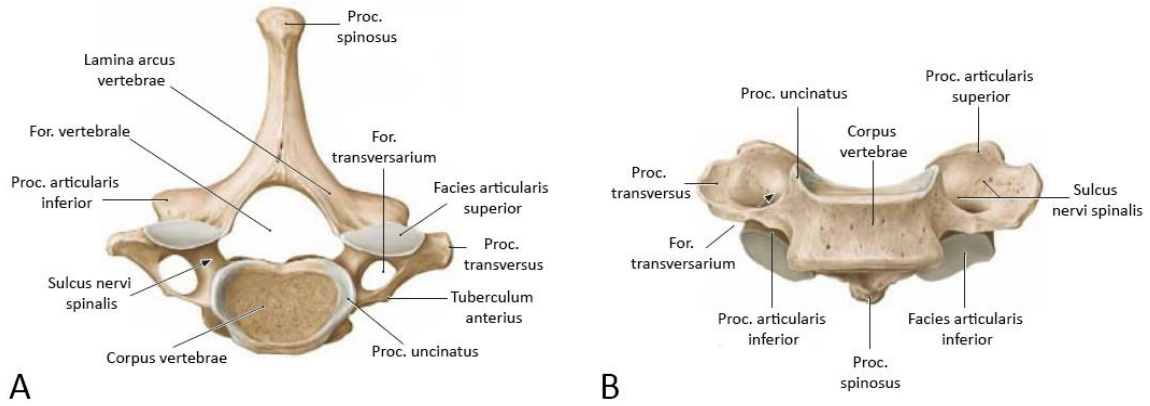 Proc.
spinosus
Lamina arcus
vertebrae
For. vertebrale
For.
transversarium
Proc. articularis
inferior
Facies articularis
superior
Proc.
transversus
Sulcus nervi
spinalis
Tuberculum
anterius
Corpus vertebrae
Proc. uncinatus
A
Proc. articularis
superior
Proc. uncinatus
Corpus
vertebrae
Proc.
transversus
Sulcus
nervi spinalis
For.
transversarium
Proc. articularis
inferior
Facies articularis
inferior
Proc.
spinosus
B